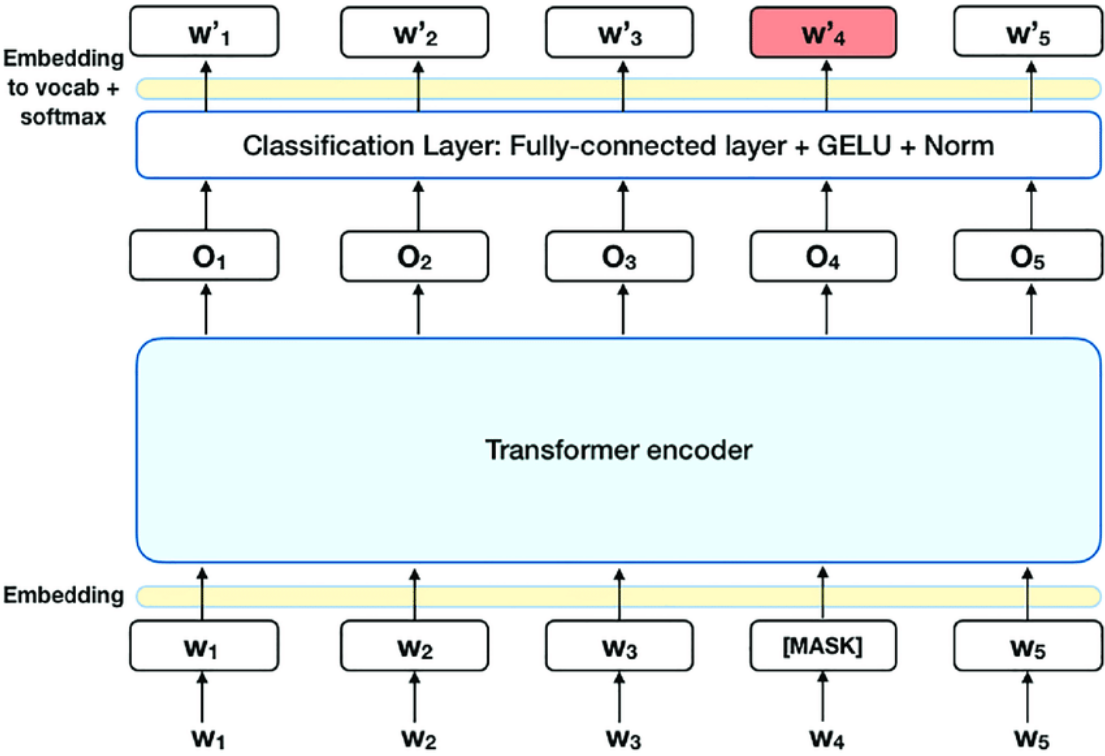 w’₁ w’₂ w’₃ w’₄ w’₅
Embedding
to vocab +
softmax
Classification Layer: Fully-connected layer + GELU + Norm
O₁ O₂ O₃ O₄ O₅
Transformer encoder
Embedding
W₁ W₂ W₃ [MASK] W₅
W₁ W₂ W₃ W₄ W₅